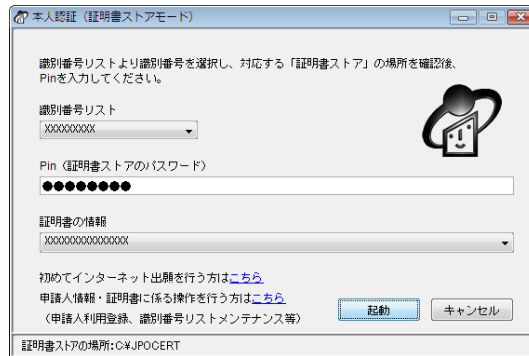 本人認証（証明書ストアモード）
識別番号リストより識別番号を選択し、対応する「証明書ストア」の場所を確認後、
Pinを入力してください。
識別番号リスト
XXXXXXXXX
Pin（証明書ストアのパスワード）
●●●●●●●●
証明書の情報
XXXXXXXXXXXXXX
初めてインターネット出願を行う方はこちら
申請人情報・証明書に係る操作を行う方はこちら
（申請人利用登録、識別番号リストメンテナンス等）
起動
キャンセル
証明書ストアの場所:C¥JPOCERT